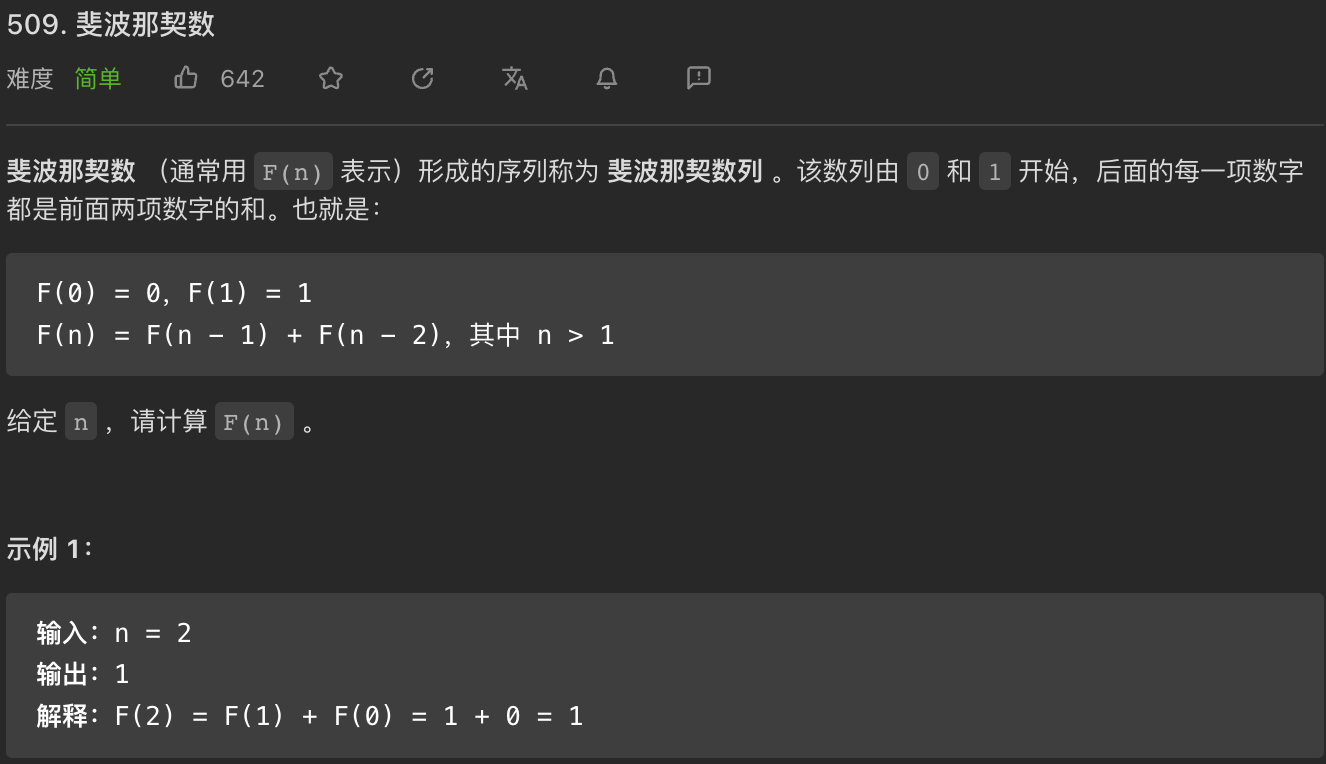 509. 斐波那契数
难度 简单 642
斐波那契数 （通常用 F(n) 表示）形成的序列称为 斐波那契数列 。该数列由 0 和 1 开始，后面的每一项数字
都是前面两项数字的和。也就是：
F(0) = 0，F(1) = 1
F(n) = F(n - 1) + F(n - 2)，其中 n > 1
给定 n ，请计算 F(n) 。
示例 1：
输入：n = 2
输出：1
解释：F(2) = F(1) + F(0) = 1 + 0 = 1